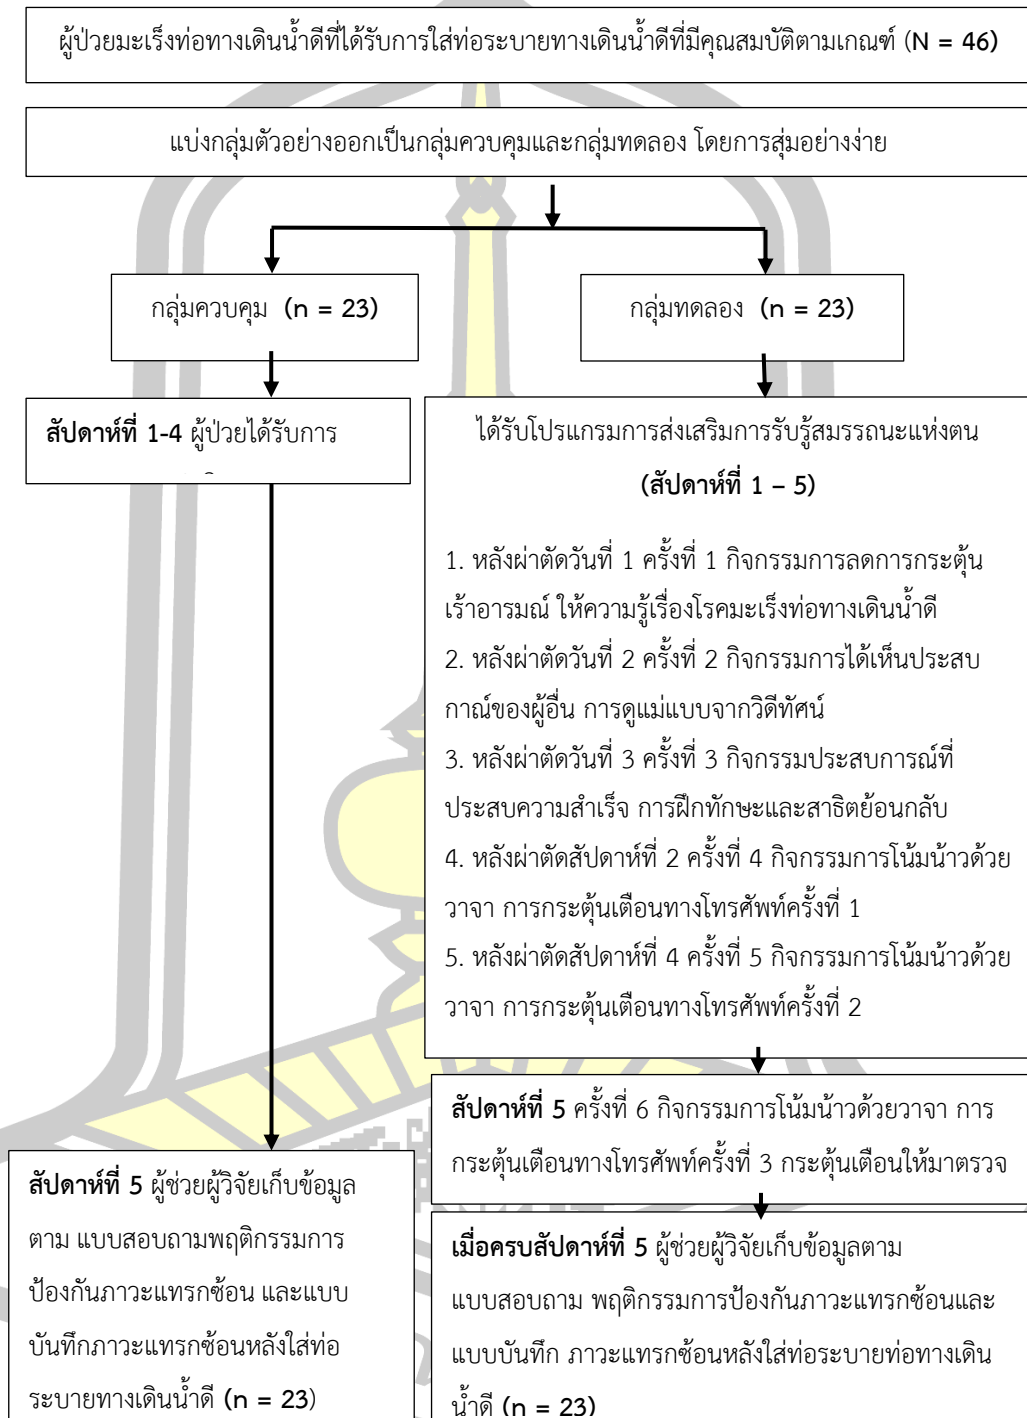 ผู้ป่วยมะเร็งท่อทางเดินน้ำดีที่ได้รับการใส่ท่อระบายทางเดินน้ำดีที่มีคุณสมบัติตามเกณฑ์ (N = 46)
แบ่งกลุ่มตัวอย่างออกเป็นกลุ่มควบคุมและกลุ่มทดลอง โดยการสุ่มอย่างง่าย
กลุ่มควบคุม (n = 23)
กลุ่มทดลอง (n = 23)
สัปดาห์ที่ 1-4 ผู้ป่วยได้รับการ
ได้รับโปรแกรมการส่งเสริมการรับรู้สมรรถนะแห่งตน
(สัปดาห์ที่ 1 – 5)
1. หลังผ่าตัดวันที่ 1 ครั้งที่ 1 กิจกรรมการลดการกระตุ้น
เร้าอารมณ์ ให้ความรู้เรื่องโรคมะเร็งท่อทางเดินน้ำดี
2. หลังผ่าตัดวันที่ 2 ครั้งที่ 2 กิจกรรมการได้เห็นประสบ
กาณ์ของผู้อื่น การดูแม่แบบจากวิดีทัศน์
3. หลังผ่าตัดวันที่ 3 ครั้งที่ 3 กิจกรรมประสบการณ์ที่
ประสบความสำเร็จ การฝึกทักษะและสาธิตย้อนกลับ
4. หลังผ่าตัดสัปดาห์ที่ 2 ครั้งที่ 4 กิจกรรมการโน้มน้าวด้วย
วาจา การกระตุ้นเตือนทางโทรศัพท์ครั้งที่ 1
5. หลังผ่าตัดสัปดาห์ที่ 4 ครั้งที่ 5 กิจกรรมการโน้มน้าวด้วย
วาจา การกระตุ้นเตือนทางโทรศัพท์ครั้งที่ 2
สัปดาห์ที่ 5 ครั้งที่ 6 กิจกรรมการโน้มน้าวด้วยวาจา การ
กระตุ้นเตือนทางโทรศัพท์ครั้งที่ 3 กระตุ้นเตือนให้มาตรวจ
สัปดาห์ที่ 5 ผู้ช่วยผู้วิจัยเก็บข้อมูล
ตาม แบบสอบถามพฤติกรรมการ
ป้องกันภาวะแทรกซ้อน และแบบ
บันทึกภาวะแทรกซ้อนหลังใส่ท่อ
ระบายทางเดินน้ำดี (n = 23)
เมื่อครบสัปดาห์ที่ 5 ผู้ช่วยผู้วิจัยเก็บข้อมูลตาม
แบบสอบถาม พฤติกรรมการป้องกันภาวะแทรกซ้อนและ
แบบบันทึก ภาวะแทรกซ้อนหลังใส่ท่อระบายท่อทางเดิน
น้ำดี (n = 23)